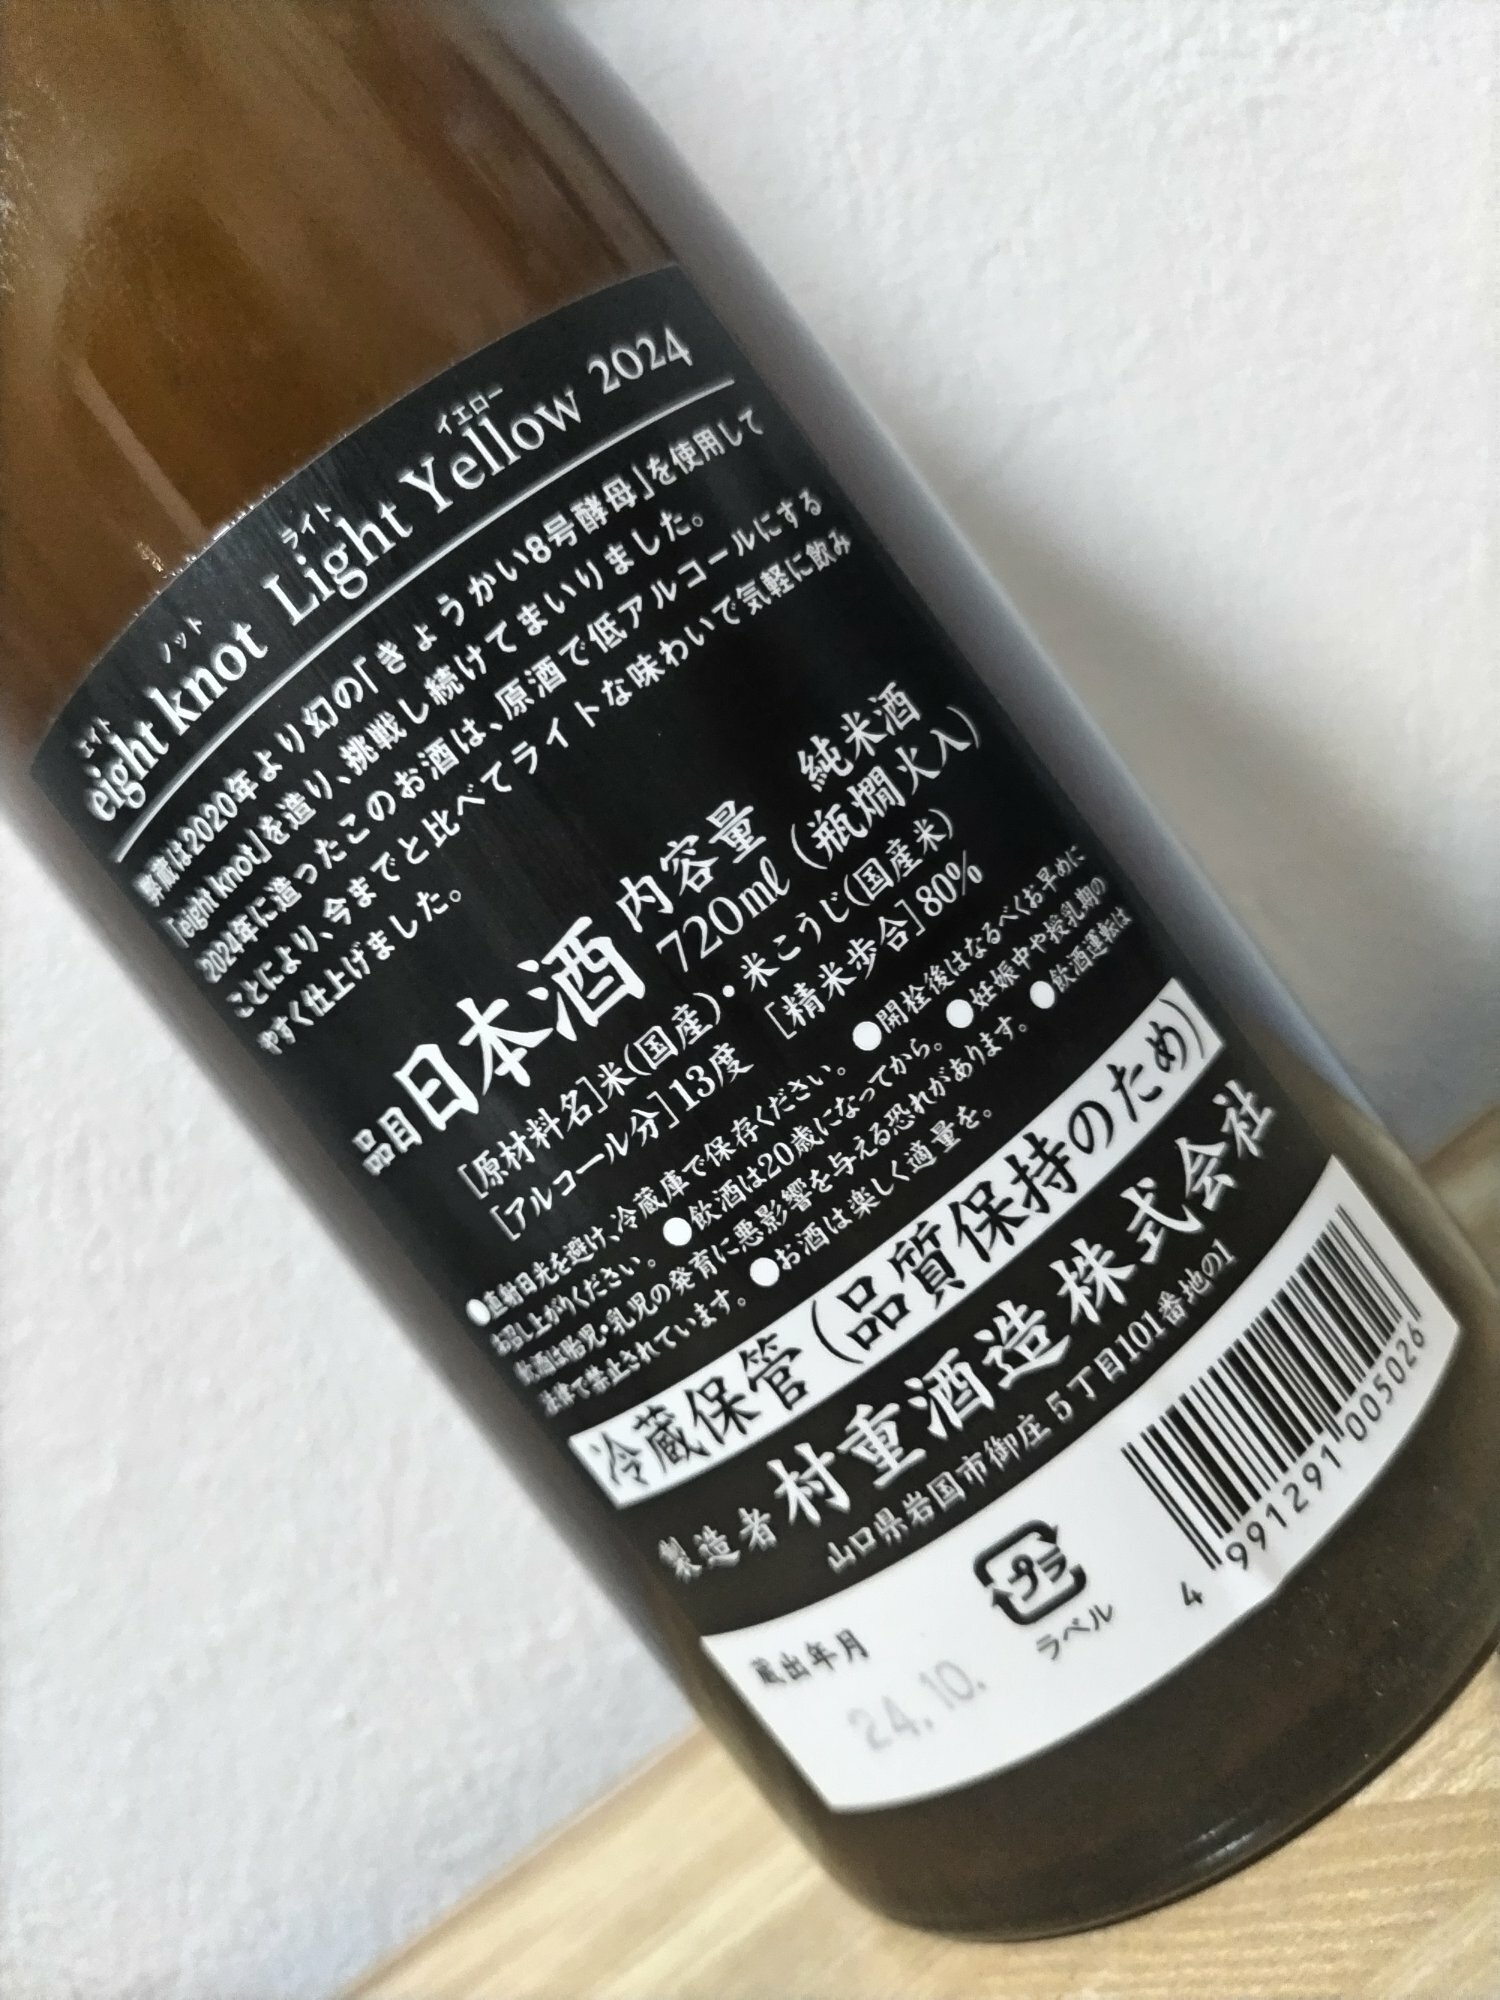 エイト ノット ライト イエロー
eight knot Light Yellow 2024
弊蔵は2020年より幻の「きょうかい8号酵母」を使用して
「eight knot」を造り、挑戦し続けてまいりました。
2024年に造ったこのお酒は、原酒で低アルコールにする
ことにより、今までと比べてライトな味わいで気軽に飲み
やすく仕上げました。
純米酒
品目 日本酒 内容量 720ml (瓶燗火入)
[原材料名]米(国産)・米こうじ(国産米)
[アルコール分]13度 [精米歩合]80%
●直射日光を避け、冷蔵庫で保存ください。 ●開栓後はなるべくお早めに
お召し上がりください。 ●飲酒は20歳になってから。 ●妊娠中や授乳期の
飲酒は胎児・乳児の発育に悪影響を与える恐れがあります。 ●飲酒運転は
法律で禁止されています。 ●お酒は楽しく適量を。
冷蔵保管(品質保持のため)
製造者 村重酒造株式会社
山口県岩国市御庄5丁目101番地の1
蔵出年月
24.10.
プラ
ラベル
4 991291 005026